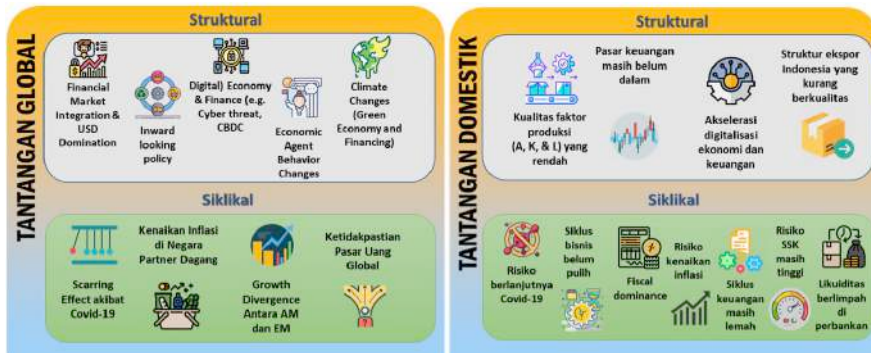 TANTANGAN GLOBAL
Struktural
Financial
Market
Integration &
USD
Domination
Inward
looking
policy
Digital) Economy
& Finance (e.g.
Cyber threat,
CBDC
Economic
Agent
Behavior
Changes
Climate
Changes
(Green
Economy and
Financing)
Siklikal
Scarring
Effect akibat
Covid-19
Kenaikan Inflasi
di Negara
Partner Dagang
Growth
Divergence
Antara AM
dan EM
Ketidakpastian
Pasar Uang
Global
TANTANGAN DOMESTIK
Struktural
Kualitas faktor
produksi
(A, K, & L) yang
rendah
Pasar keuangan
masih belum
dalam
Akselerasi
digitalisasi
ekonomi dan
keuangan
Struktur ekspor
Indonesia yang
kurang
berkualitas
Siklikal
Risiko
berlanjutnya
Covid-19
Siklus
bisnis
belum
pulih
Fiscal
dominance
Risiko
kenaikan
inflasi
Siklus
keuangan
masih
lemah
Risiko
SSK
masih
tinggi
Likuiditas
berlimpah
di
perbankan